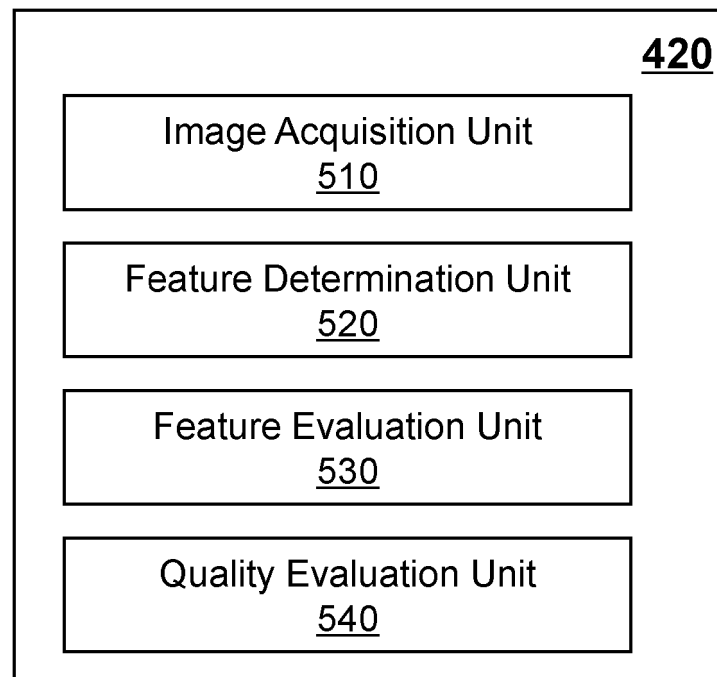 420
Image Acquisition Unit
510
Feature Determination Unit
520
Feature Evaluation Unit
530
Quality Evaluation Unit
540